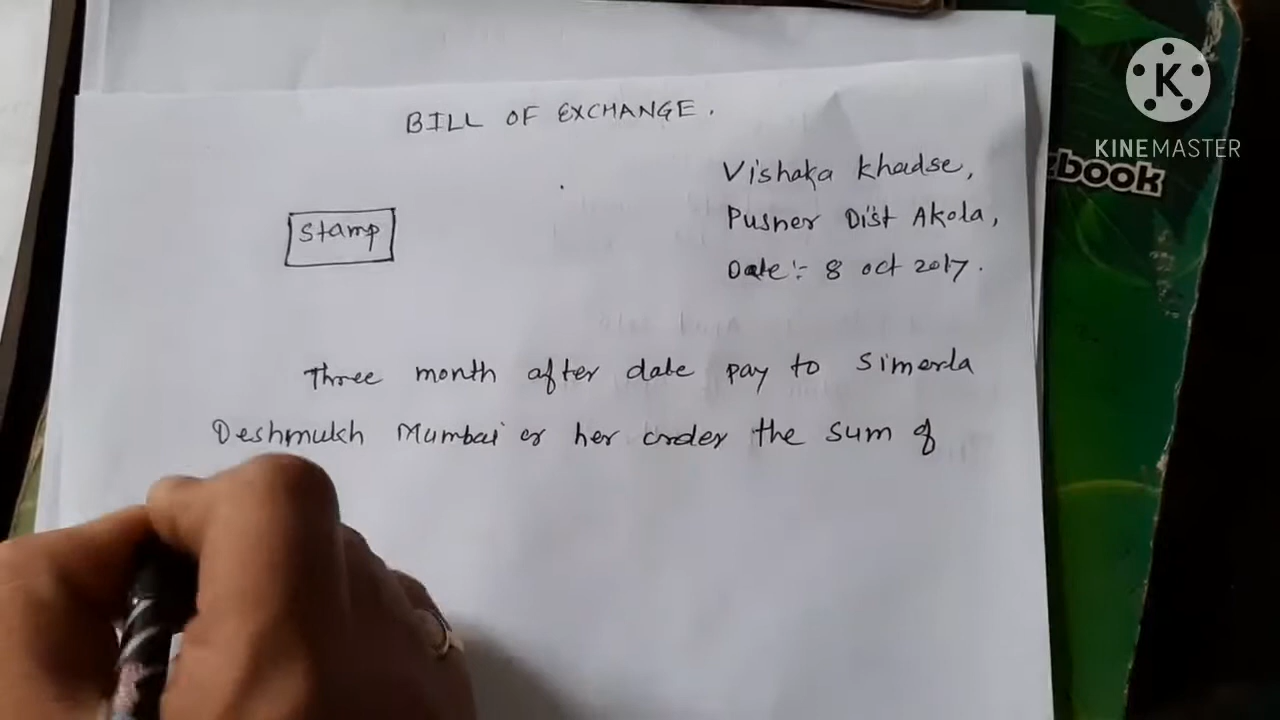 BILL OF EXCHANGE.
Vishaka Khadse,
Pusner Dist Akola,
Date:- 8 oct 2017.
Stamp
Three month after date pay to Simerla
Deshmukh Mumbai or her order the sum of
K
KINEMASTER
zbook